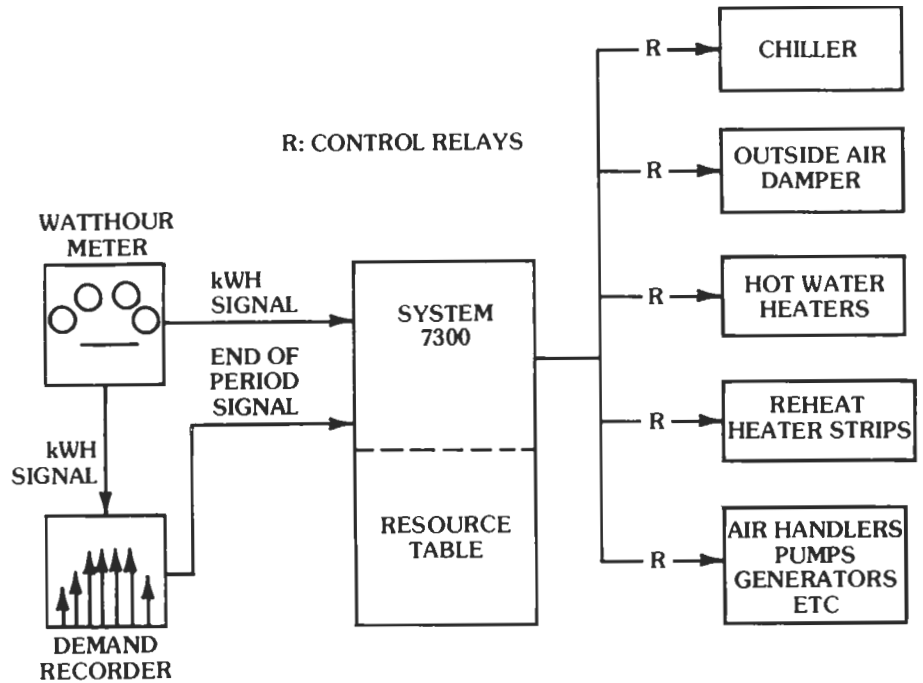 R: CONTROL RELAYS
WATTHOUR
METER
kWH
SIGNAL
END OF
PERIOD
SIGNAL
kWH
SIGNAL
DEMAND
RECORDER
SYSTEM
7300
RESOURCE
TABLE
R
CHILLER
R
OUTSIDE AIR
DAMPER
R
HOT WATER
HEATERS
R
REHEAT
HEATER STRIPS
R
AIR HANDLERS
PUMPS
GENERATORS
ETC